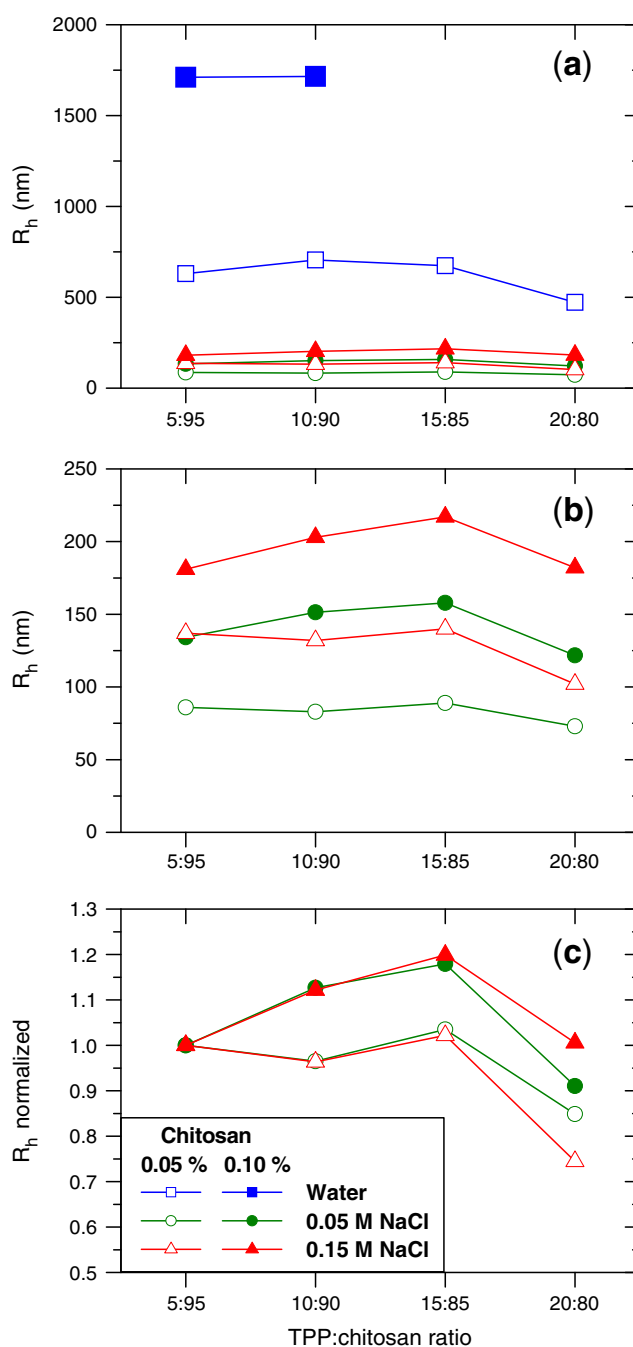 2000
(a)
1500
R_h (nm)
1000
500
0
5:95 10:90 15:85 20:80
250
(b)
200
R_h (nm)
150
100
50
0
5:95 10:90 15:85 20:80
1.3
(c)
1.2
1.1
R_h normalized
1.0
0.9
0.8
0.7
0.6
0.5
Chitosan
0.05 % 0.10 %
Water
0.05 M NaCl
0.15 M NaCl
5:95 10:90 15:85 20:80
TPP:chitosan ratio